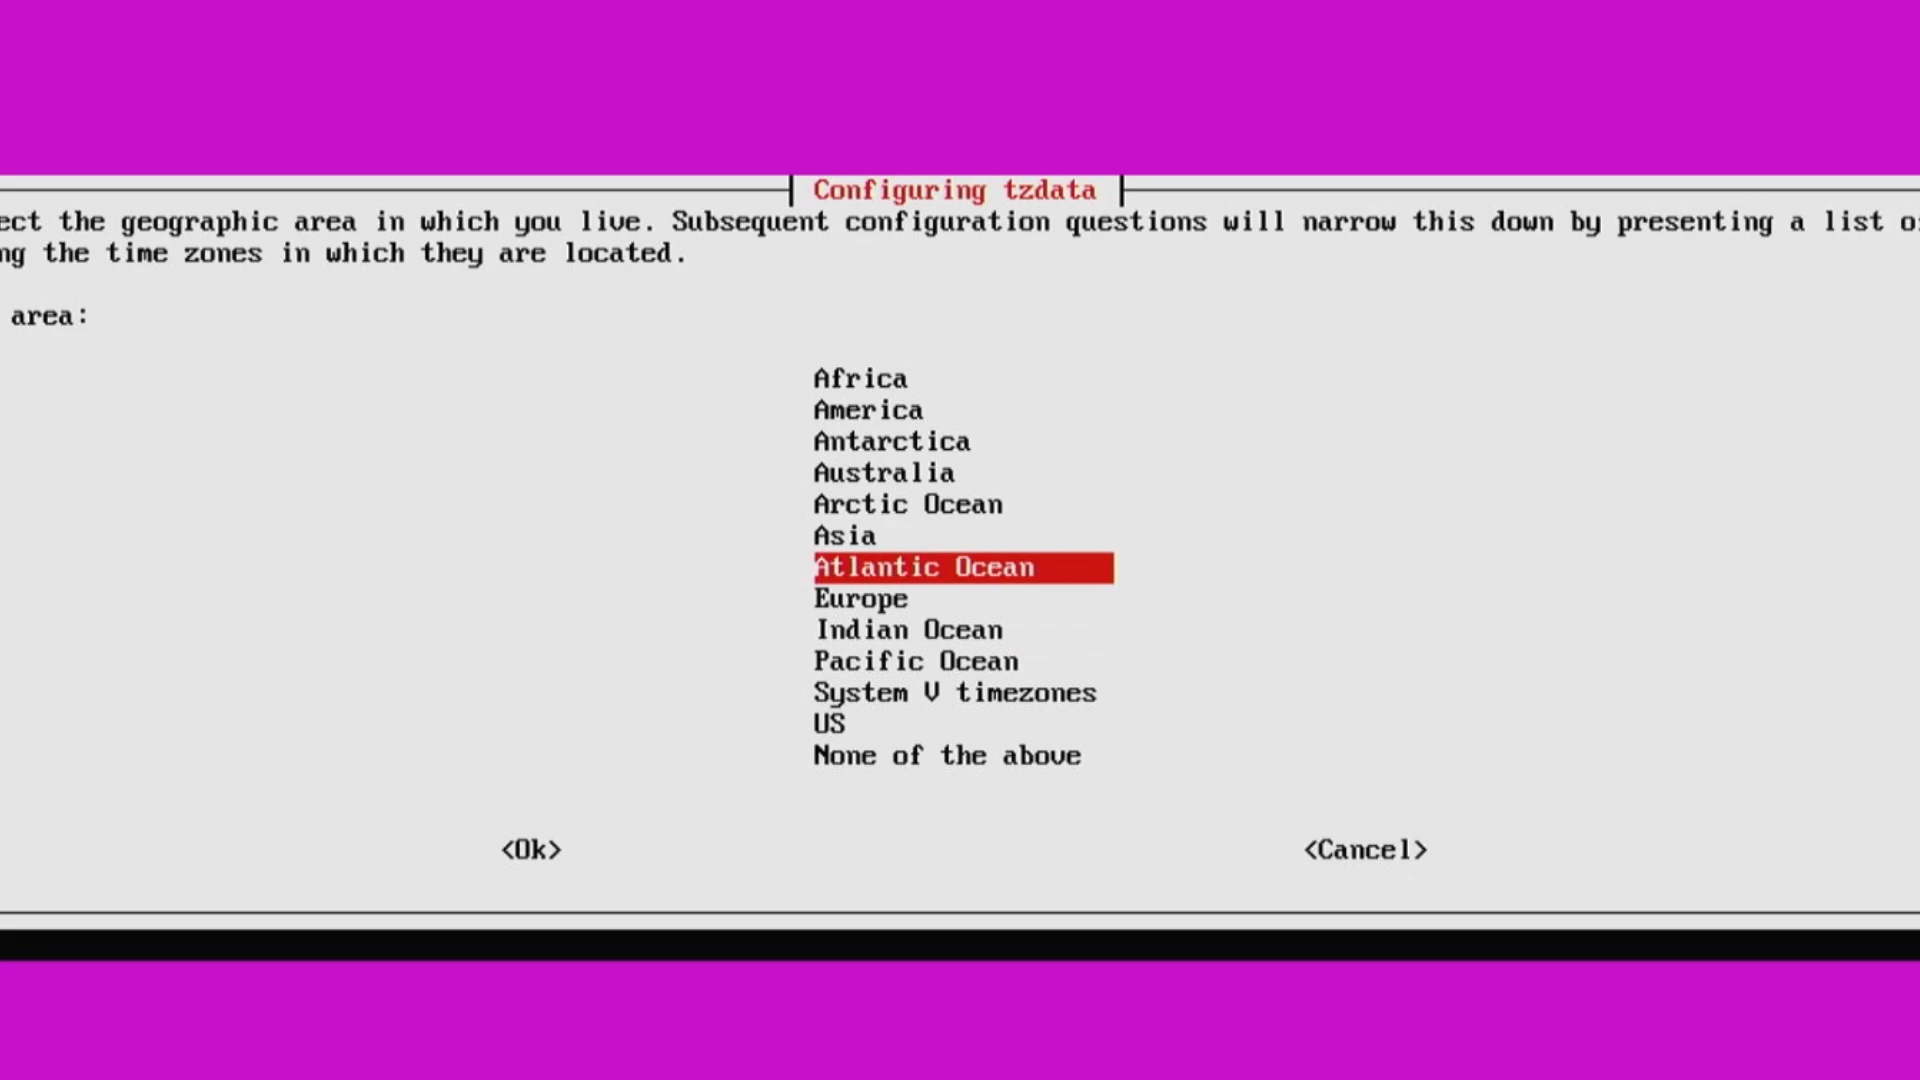 Configuring tzdata
the geographic area in which you live. Subsequent configuration questions will narrow this down by presenting a list
the time zones in which they are located.
area:
Africa
America
Antarctica
Australia
Arctic Ocean
Asia
Atlantic Ocean
Europe
Indian Ocean
Pacific Ocean
System V timezones
US
None of the above
<Ok> <Cancel>